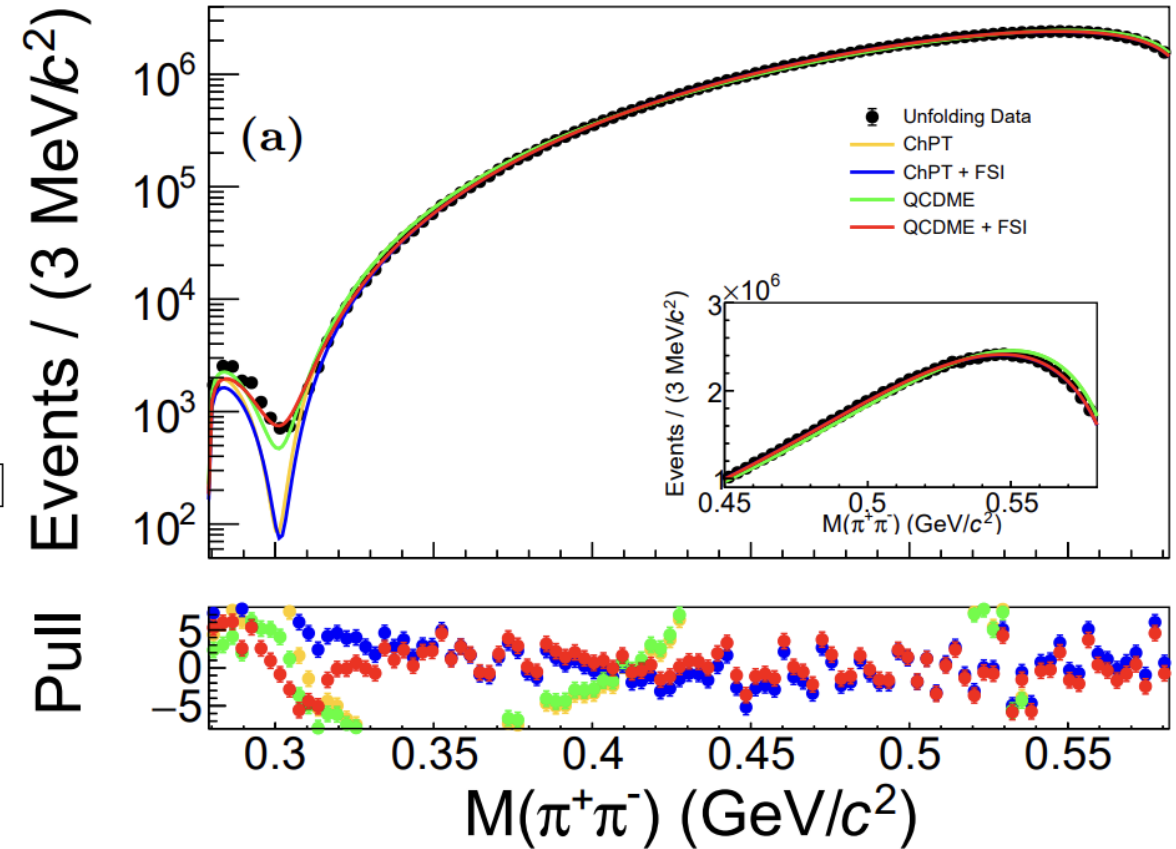 Events / (3 MeV/c²)
10⁶
10⁵
10⁴
10³
10²
(a)
Unfolding Data
ChPT
ChPT + FSI
QCDME
QCDME + FSI
Events / (3 MeV/c²)
×10⁶
3
2
1
0.45 0.5 0.55
M(π⁺π⁻) (GeV/c²)
Pull
5
0
−5
0.3 0.35 0.4 0.45 0.5 0.55
M(π⁺π⁻) (GeV/c²)